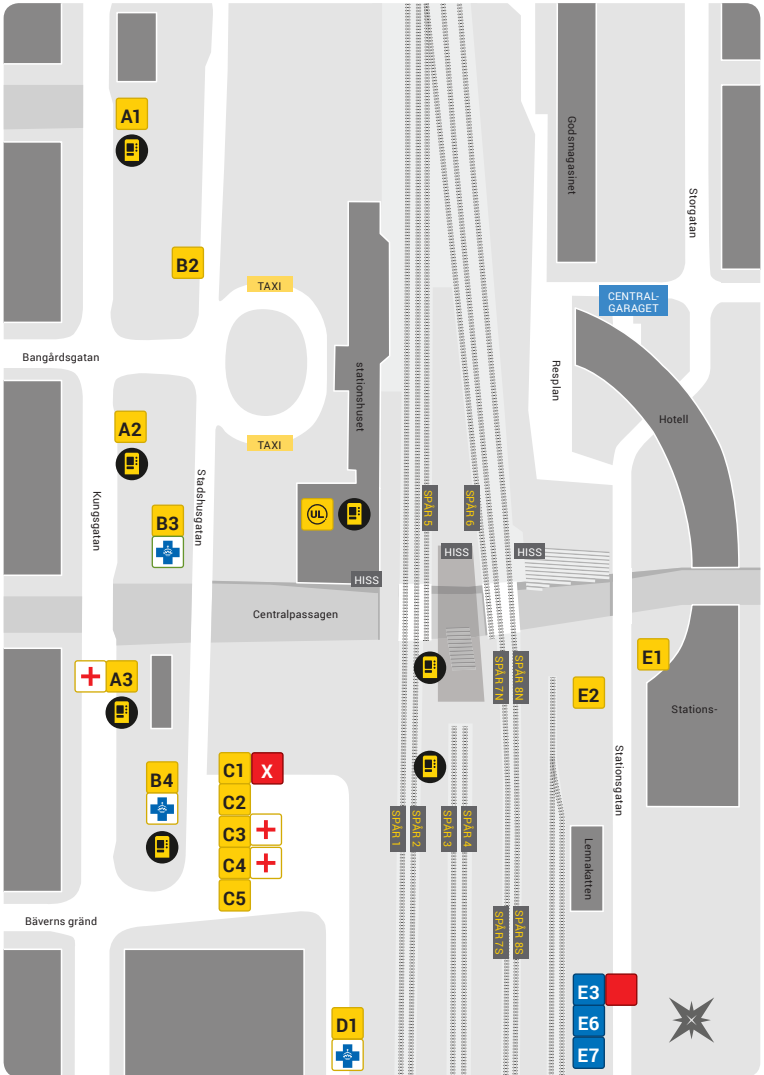 A1
Godsmagasinet
Storgatan
B2
TAXI
CENTRAL-
GARAGET
Bangårdsgatan
stationshuset
Resplan
Hotell
A2
TAXI
Kungsgatan
Stadshusgatan
B3
UL
SPÅR 5
SPÅR 6
HISS
HISS
HISS
Centralpassagen
A3
SPÅR 7N
SPÅR 8N
E1
E2
Stations-
Stationsgatan
B4
C1
X
C2
C3
C4
C5
SPÅR 1
SPÅR 2
SPÅR 3
SPÅR 4
Lennakatten
Bäverns gränd
SPÅR 7S
SPÅR 8S
E3
E6
E7
D1